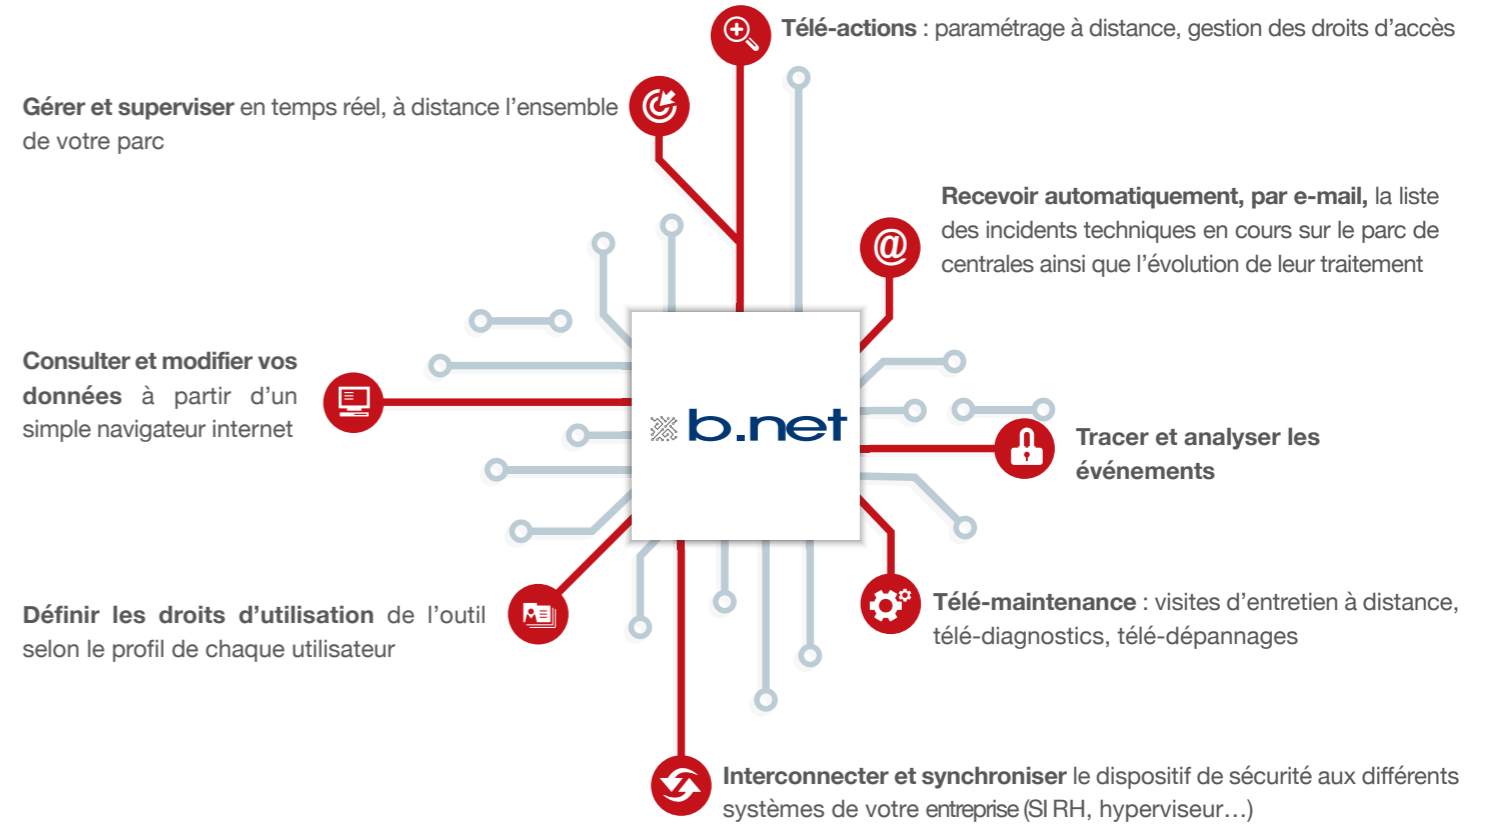 Télé-actions : paramétrage à distance, gestion des droits d’accès
Gérer et superviser en temps réel, à distance l’ensemble
de votre parc
Recevoir automatiquement, par e-mail, la liste
des incidents techniques en cours sur le parc de
centrales ainsi que l’évolution de leur traitement
@
Consulter et modifier vos
données à partir d’un
simple navigateur internet
b.net
Tracer et analyser les
événements
Définir les droits d’utilisation de l’outil
selon le profil de chaque utilisateur
Télé-maintenance : visites d’entretien à distance,
télé-diagnostics, télé-dépannages
Interconnecter et synchroniser le dispositif de sécurité aux différents
systèmes de votre entreprise (SI RH, hyperviseur…)